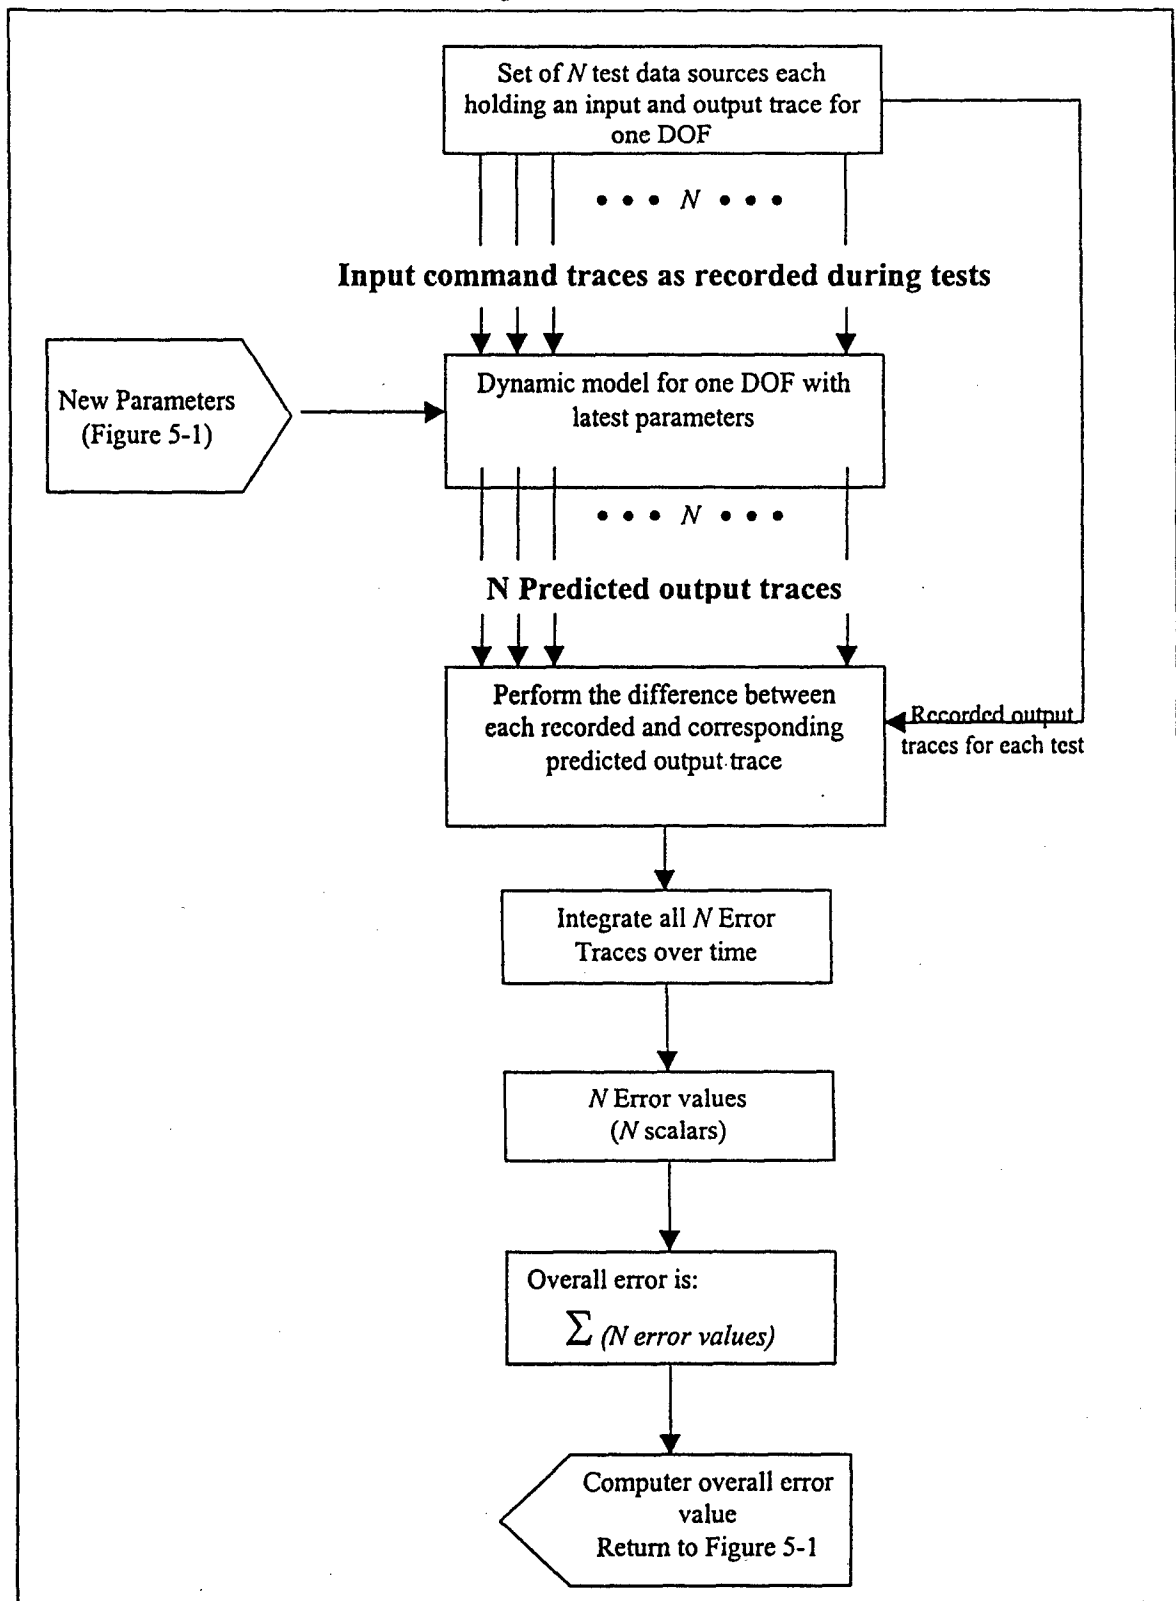 Set of N test data sources each
holding an input and output trace for
one DOF
• • • N • • •
Input command traces as recorded during tests
New Parameters
(Figure 5-1)
Dynamic model for one DOF with
latest parameters
• • • N • • •
N Predicted output traces
Perform the difference between
each recorded and corresponding
predicted output trace
Recorded output
traces for each test
Integrate all N Error
Traces over time
N Error values
(N scalars)
Overall error is:
Σ (N error values)
Computer overall error
value
Return to Figure 5-1